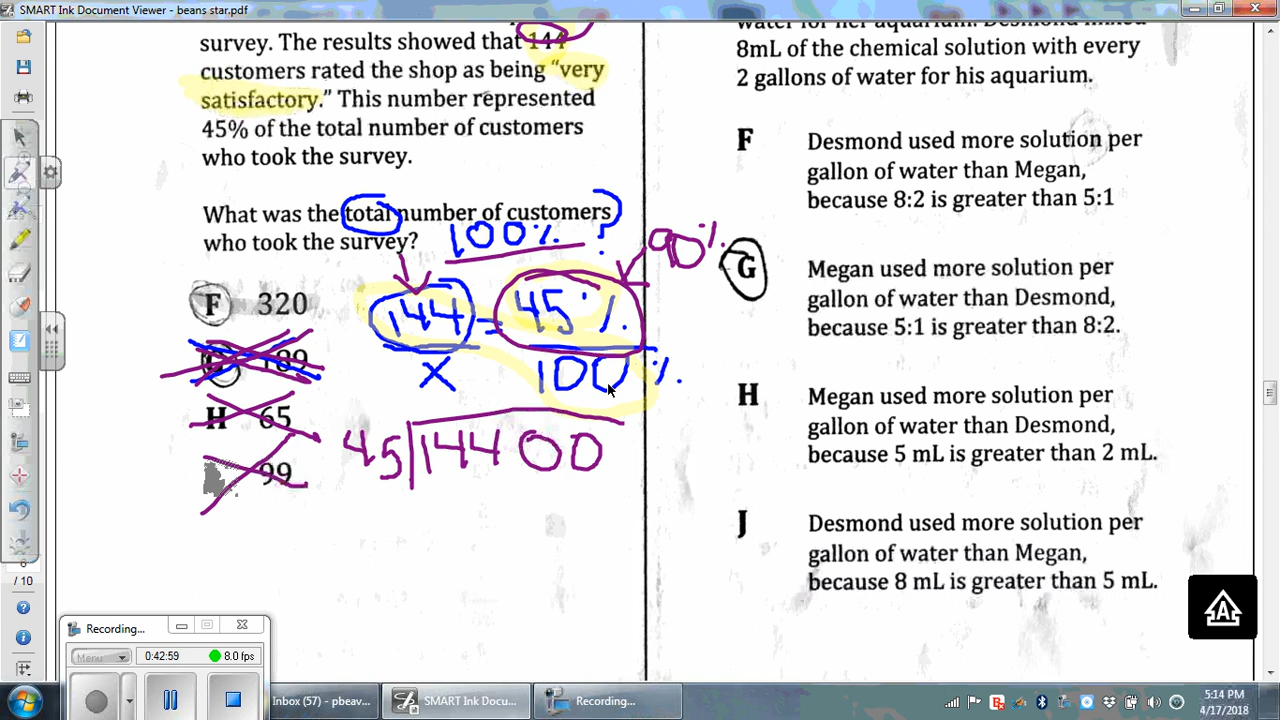 SMART Ink Document Viewer - beans star.pdf
survey. The results showed that 144
customers rated the shop as being “very
satisfactory.” This number represented
45% of the total number of customers
who took the survey.
What was the total number of customers
who took the survey?
100% ?
90%
F 320
189
H 65
99
144 = 45%
x 100%
45 14400
8mL of the chemical solution with every
2 gallons of water for his aquarium.
F Desmond used more solution per
gallon of water than Megan,
because 8:2 is greater than 5:1
G Megan used more solution per
gallon of water than Desmond,
because 5:1 is greater than 8:2.
H Megan used more solution per
gallon of water than Desmond,
because 5 mL is greater than 2 mL.
J Desmond used more solution per
gallon of water than Megan,
because 8 mL is greater than 5 mL.
/ 10
Recording...
Menu
0:42:59
8.0 fps
Inbox (57) - pbeav...
SMART Ink Docu...
Recording...
5:14 PM
4/17/2018